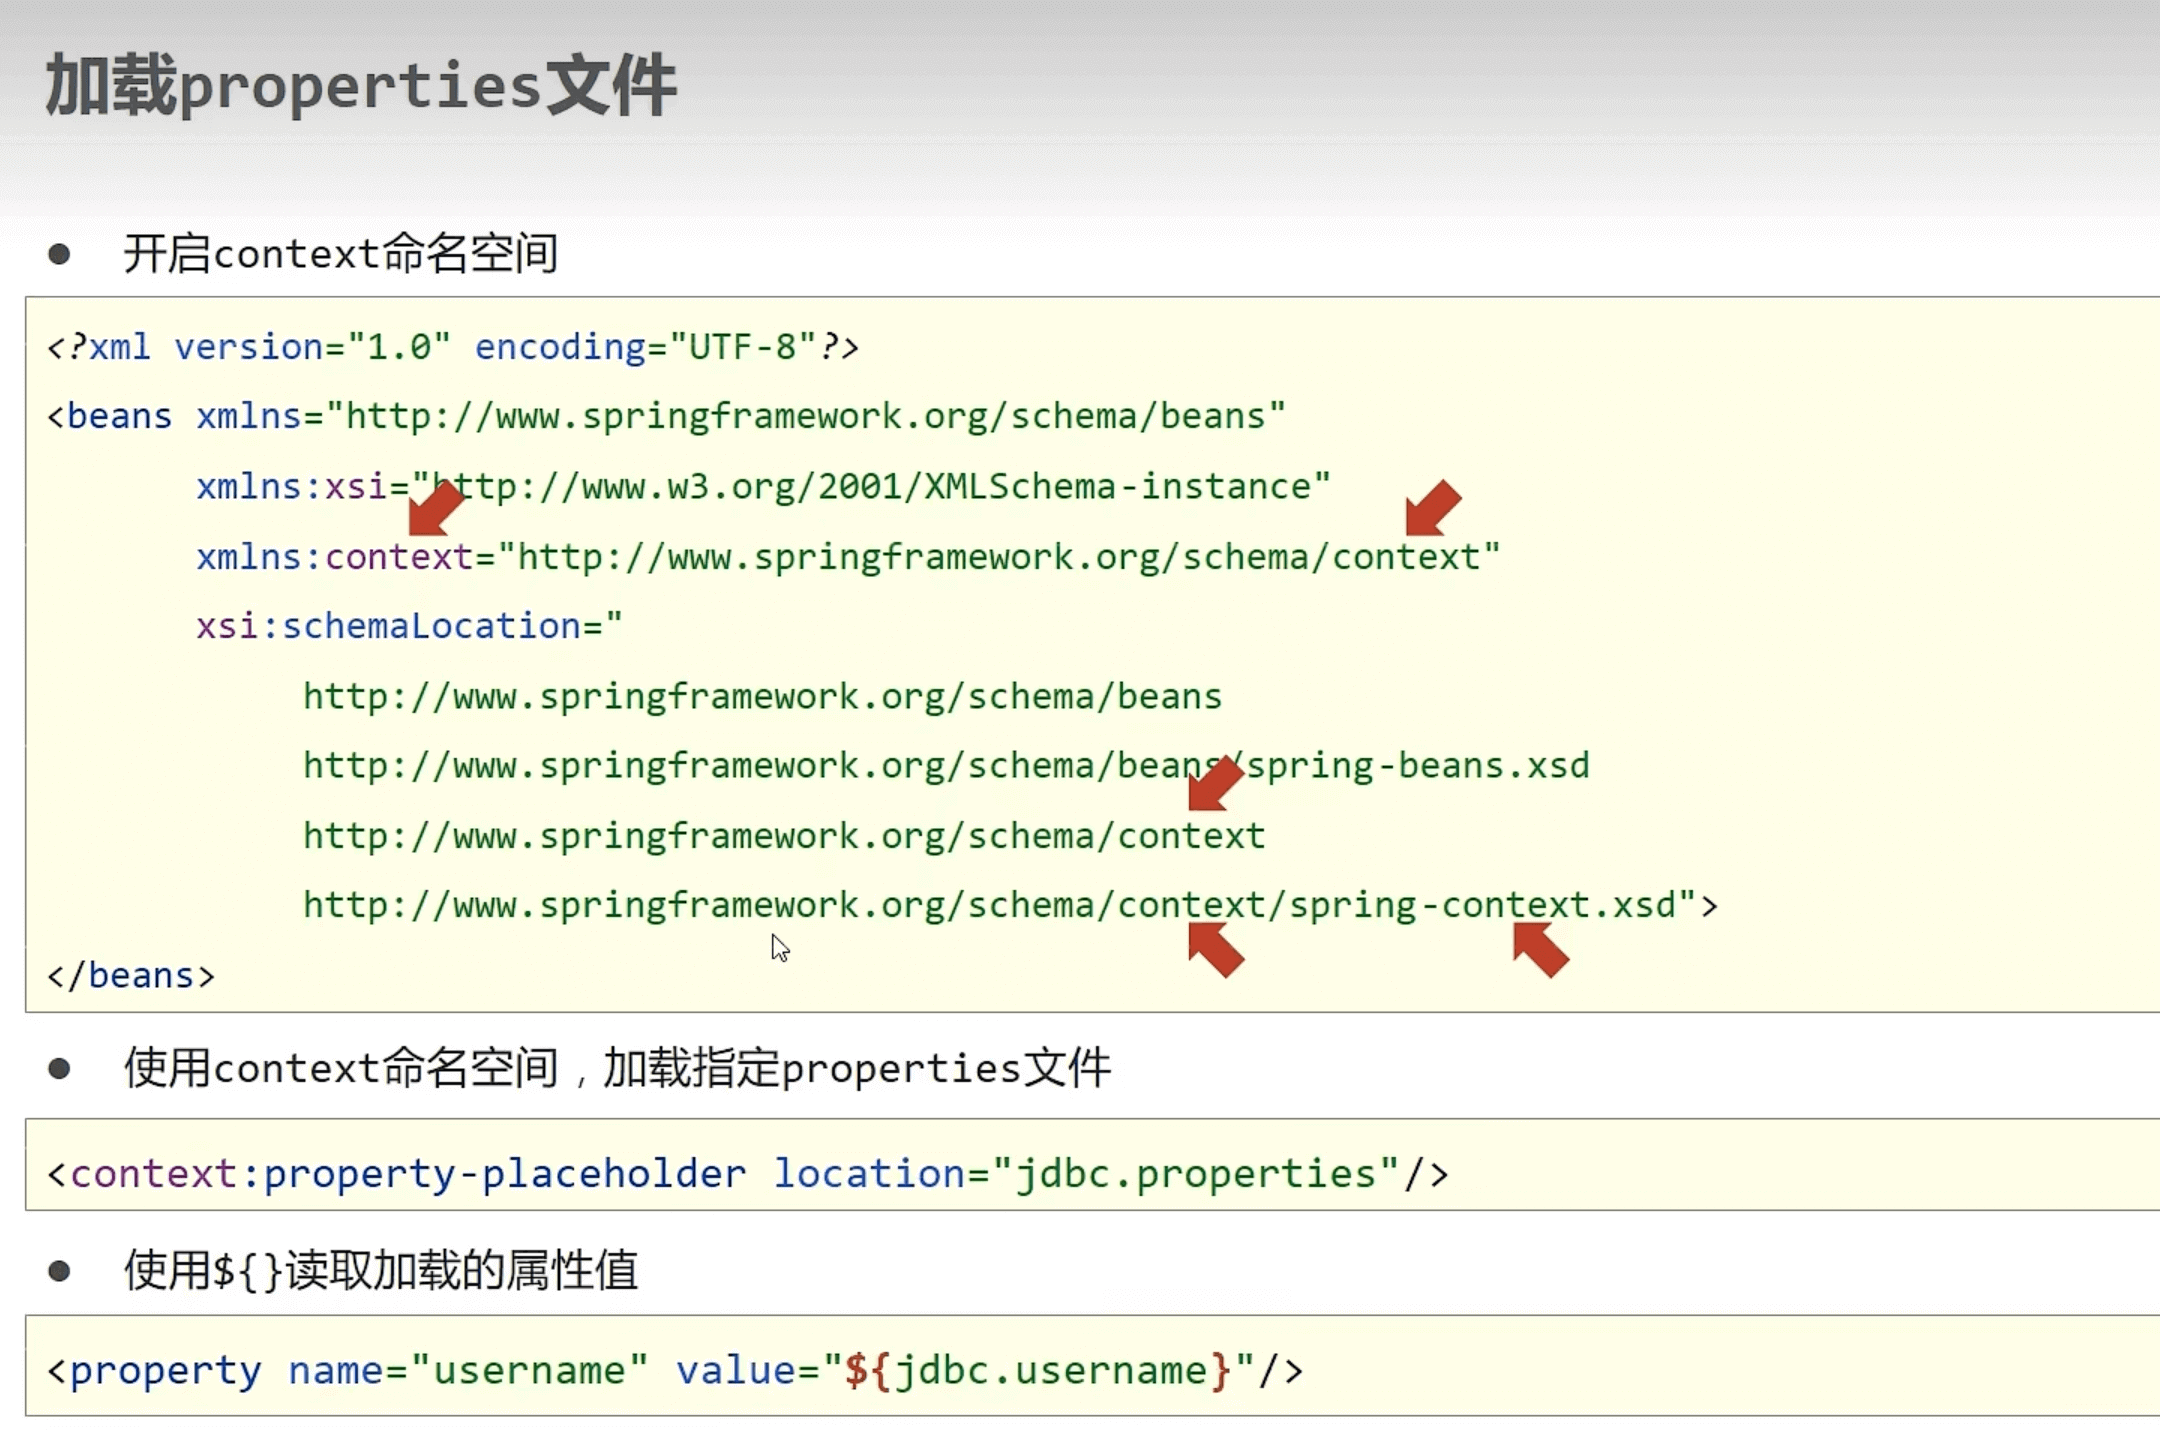 加载properties文件
● 开启context命名空间
<?xml version="1.0" encoding="UTF-8"?>
<beans xmlns="http://www.springframework.org/schema/beans"
       xmlns:xsi="http://www.w3.org/2001/XMLSchema-instance"
       xmlns:context="http://www.springframework.org/schema/context"
       xsi:schemaLocation="
            http://www.springframework.org/schema/beans
            http://www.springframework.org/schema/beans/spring-beans.xsd
            http://www.springframework.org/schema/context
            http://www.springframework.org/schema/context/spring-context.xsd">
</beans>
● 使用context命名空间，加载指定properties文件
<context:property-placeholder location="jdbc.properties"/>
● 使用${}读取加载的属性值
<property name="username" value="${jdbc.username}"/>